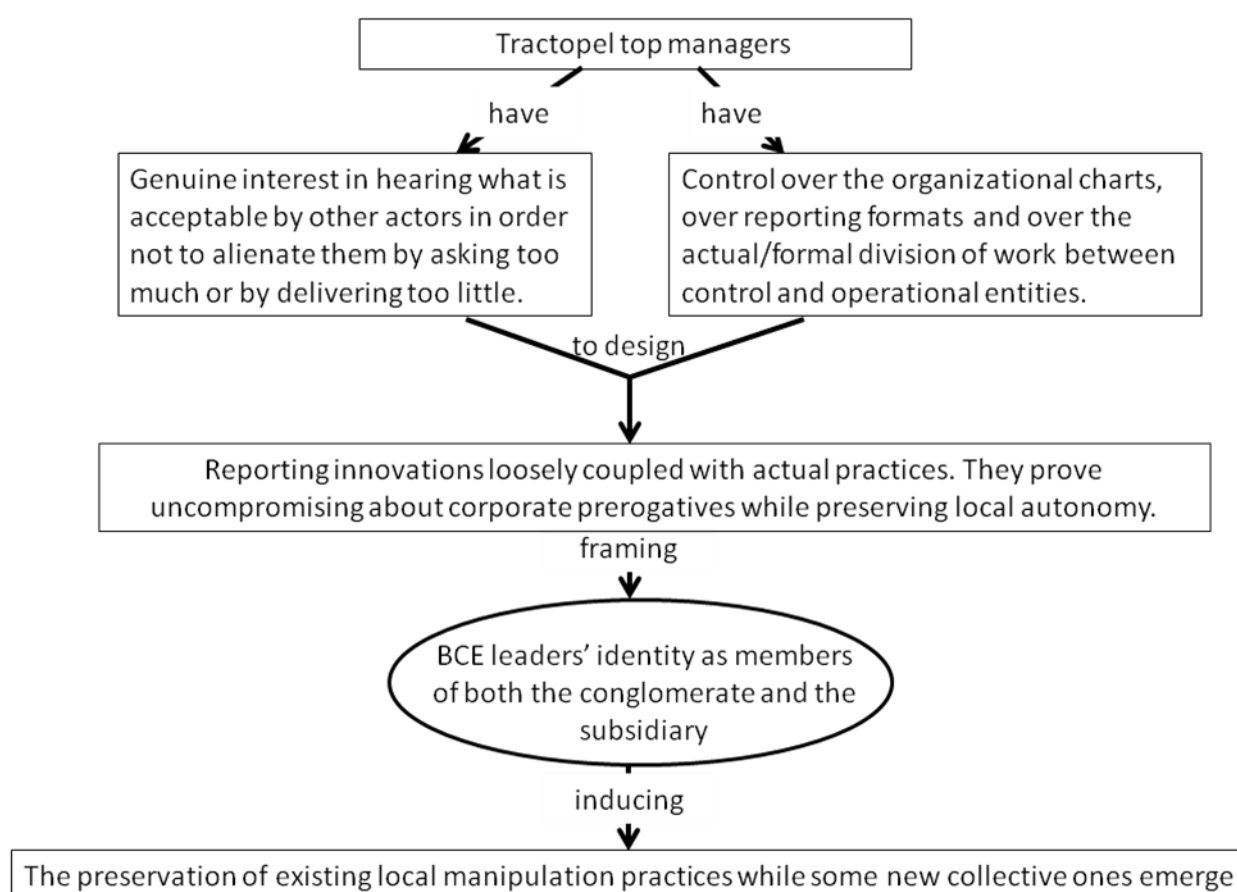 Tractopel top managers
have have
Genuine interest in hearing what is
acceptable by other actors in order
not to alienate them by asking too
much or by delivering too little.
Control over the organizational charts,
over reporting formats and over the
actual/formal division of work between
control and operational entities.
to design
Reporting innovations loosely coupled with actual practices. They prove
uncompromising about corporate prerogatives while preserving local autonomy.
framing
BCE leaders’ identity as members
of both the conglomerate and the
subsidiary
inducing
The preservation of existing local manipulation practices while some new collective ones emerge